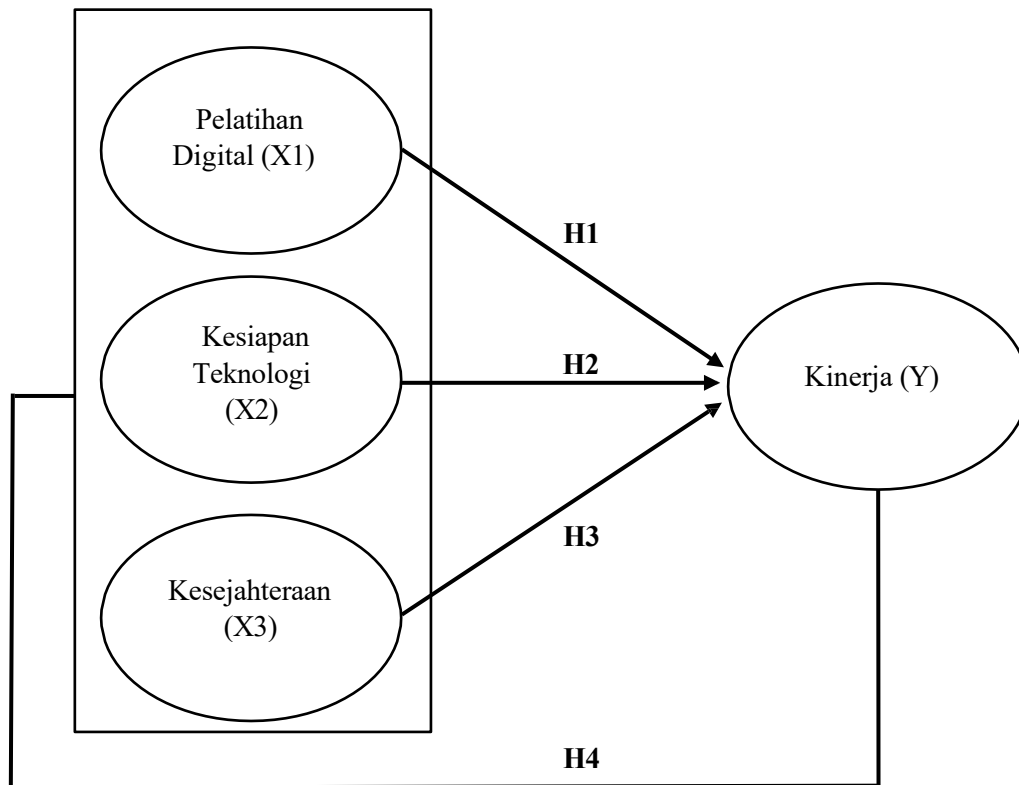 Pelatihan
Digital (X1)
H1
Kesiapan
Teknologi
(X2)
H2
Kinerja (Y)
H3
Kesejahteraan
(X3)
H4